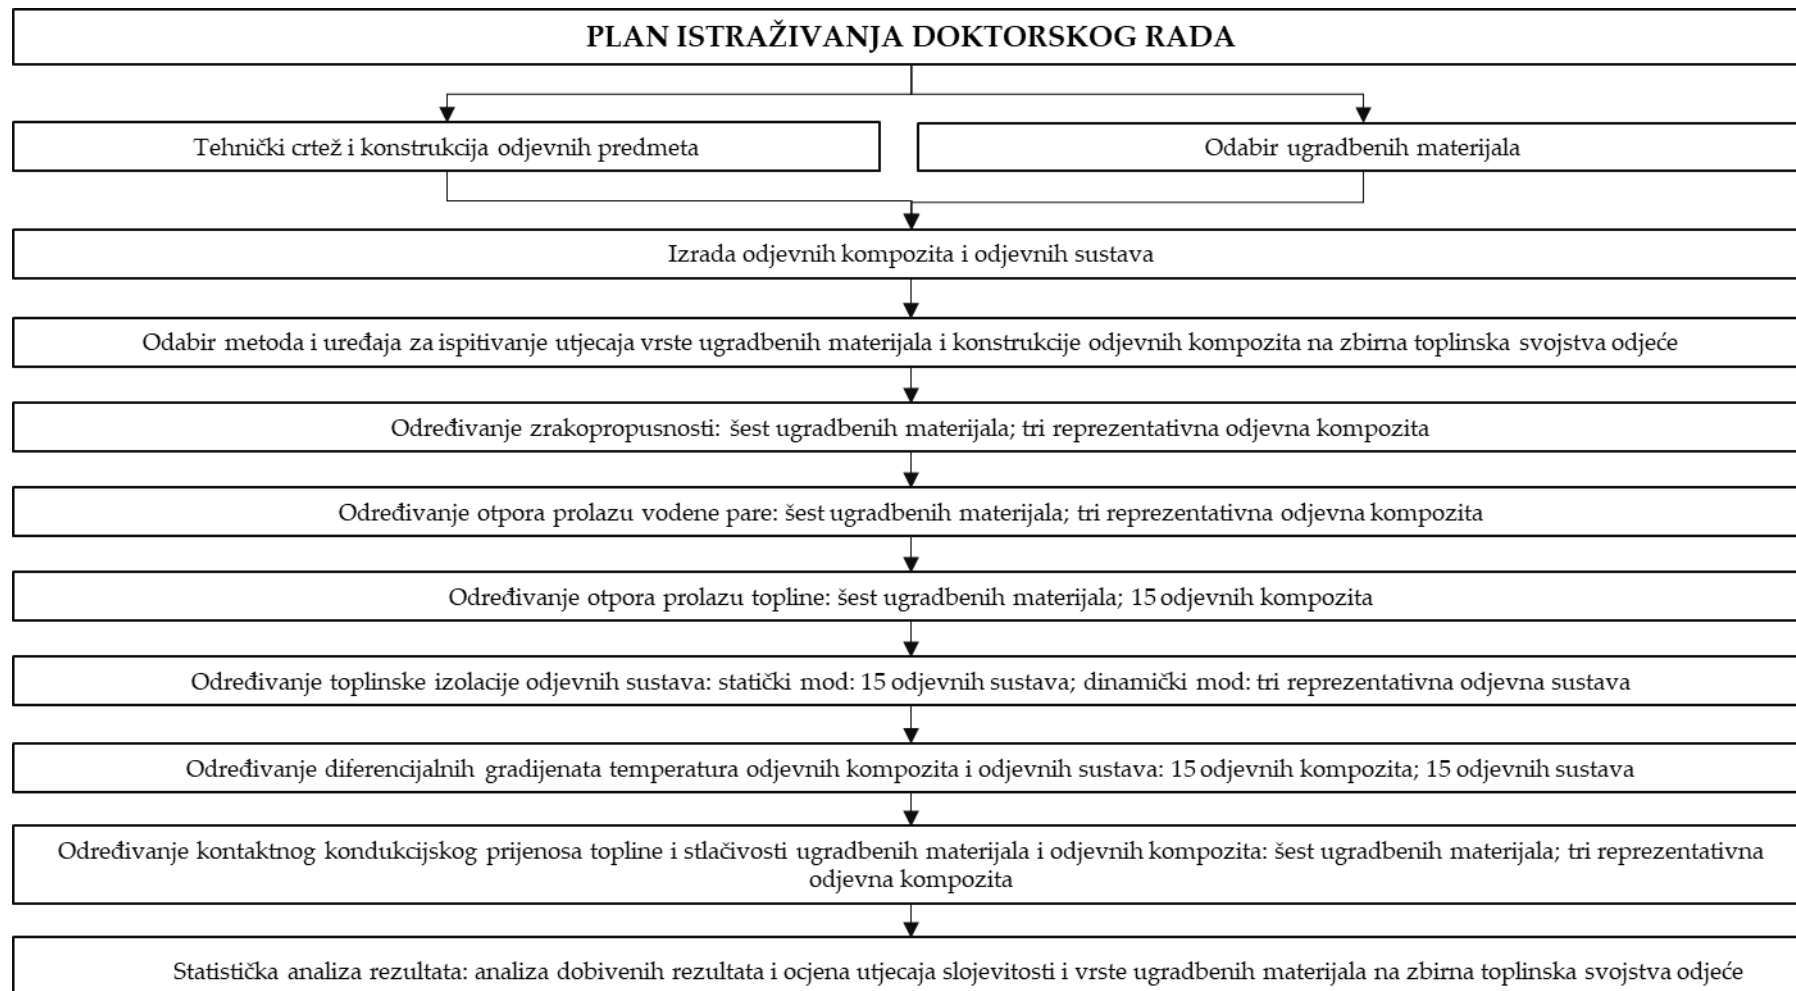 PLAN ISTRAŽIVANJA DOKTORSKOG RADA
Tehnički crtež i konstrukcija odjevnih predmeta
Odabir ugradbenih materijala
Izrada odjevnih kompozita i odjevnih sustava
Odabir metoda i uređaja za ispitivanje utjecaja vrste ugradbenih materijala i konstrukcije odjevnih kompozita na zbirna toplinska svojstva odjeće
Određivanje zrakopropusnosti: šest ugradbenih materijala; tri reprezentativna odjevna kompozita
Određivanje otpora prolazu vodene pare: šest ugradbenih materijala; tri reprezentativna odjevna kompozita
Određivanje otpora prolazu topline: šest ugradbenih materijala; 15 odjevnih kompozita
Određivanje toplinske izolacije odjevnih sustava: statički mod: 15 odjevnih sustava; dinamički mod: tri reprezentativna odjevna sustava
Određivanje diferencijalnih gradijenata temperatura odjevnih kompozita i odjevnih sustava: 15 odjevnih kompozita; 15 odjevnih sustava
Određivanje kontaktnog kondukcijskog prijenosa topline i stlačivosti ugradbenih materijala i odjevnih kompozita: šest ugradbenih materijala; tri reprezentativna
odjevna kompozita
Statistička analiza rezultata: analiza dobivenih rezultata i ocjena utjecaja slojevitosti i vrste ugradbenih materijala na zbirna toplinska svojstva odjeće